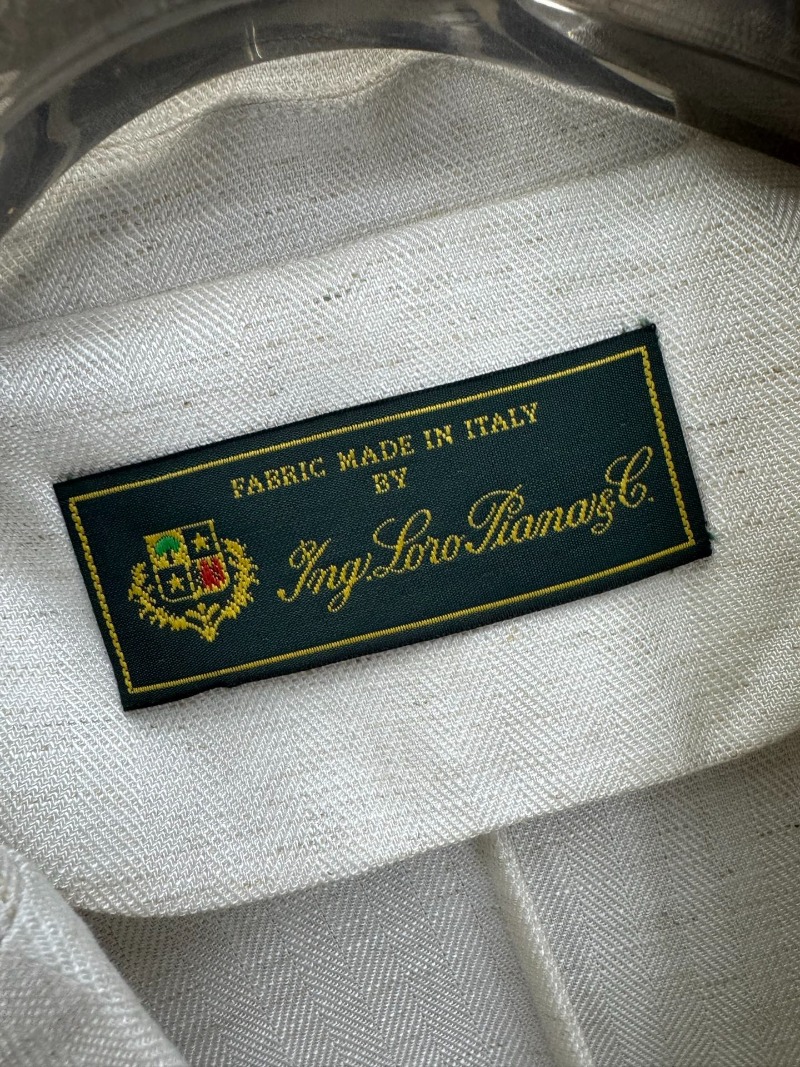 FABRIC MADE IN ITALY
BY
Ing. Loro Piana & C.